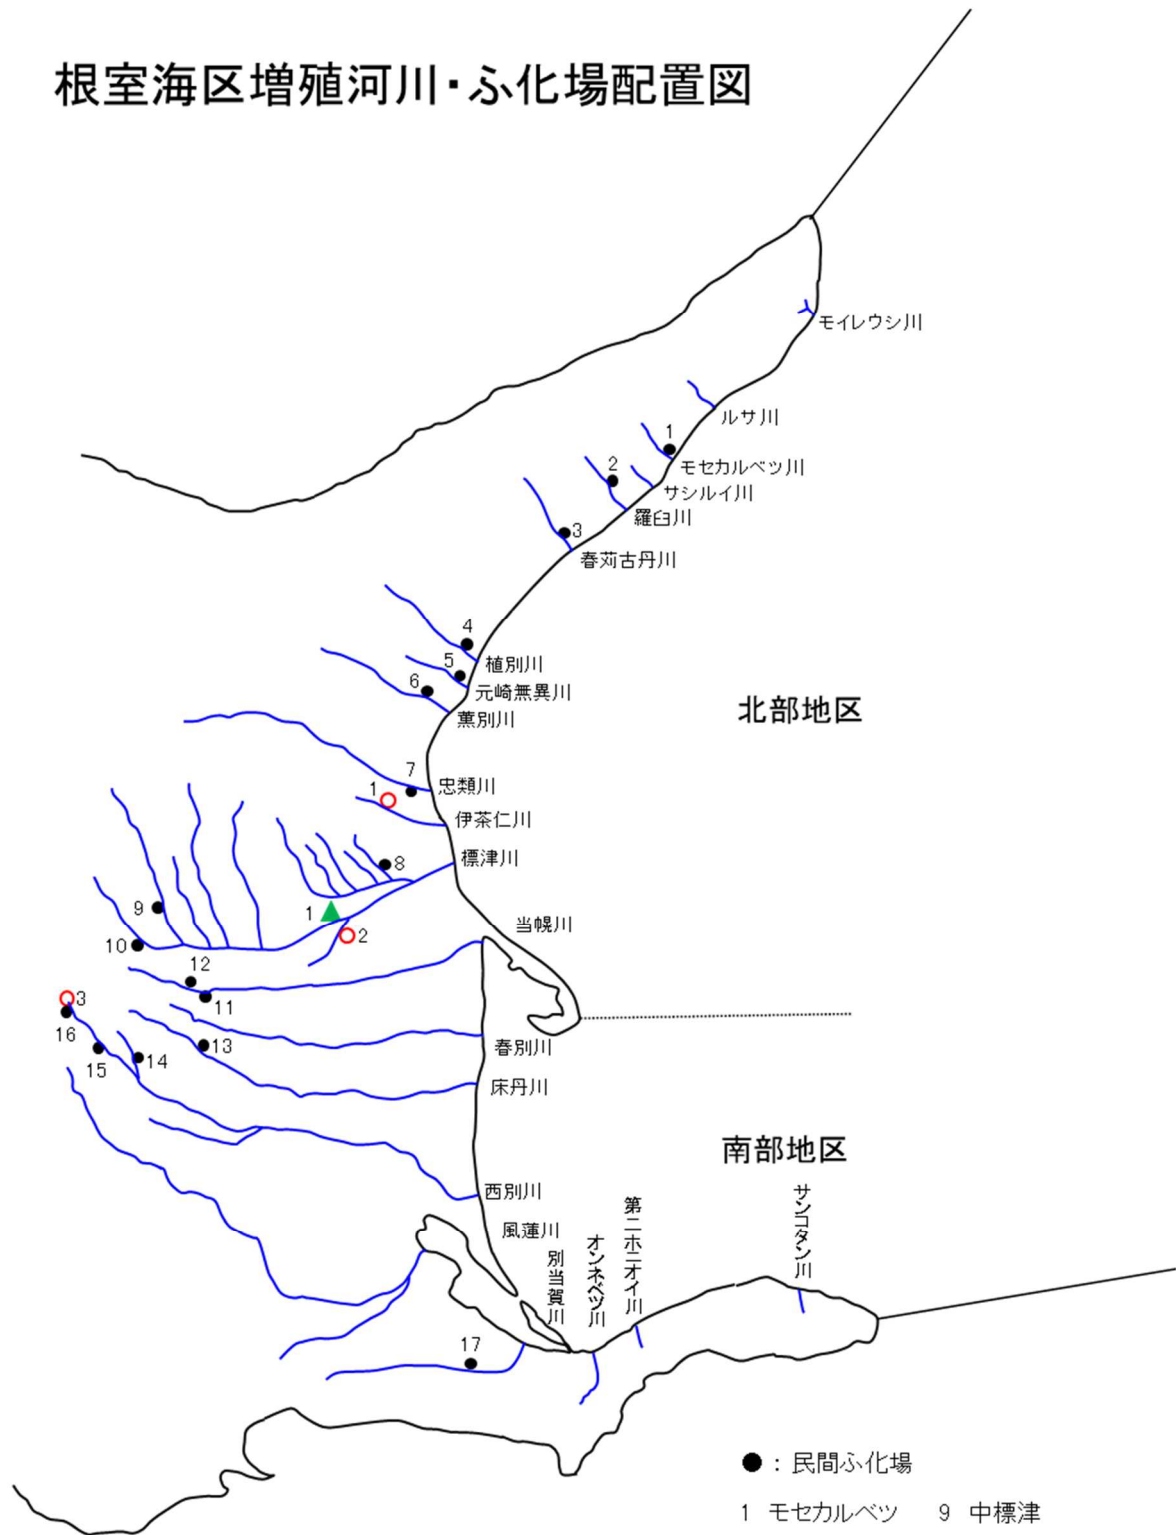 根室海区増殖河川・ふ化場配置図
モイレウシ川
ルサ川
1
モセカルベツ川
2
サシルイ川
羅臼川
3
春苅古丹川
4
植別川
5
元崎無異川
6
薫別川
北部地区
7
忠類川
1
伊茶仁川
標津川
8
9
1
当幌川
2
10
12
3
11
16
春別川
13
15
14
床丹川
南部地区
西別川
サンコタン川
第二ホニオイ川
風蓮川
オンネベツ川
別当賀川
17
●：民間ふ化場
1 モセカルベツ 9 中標津